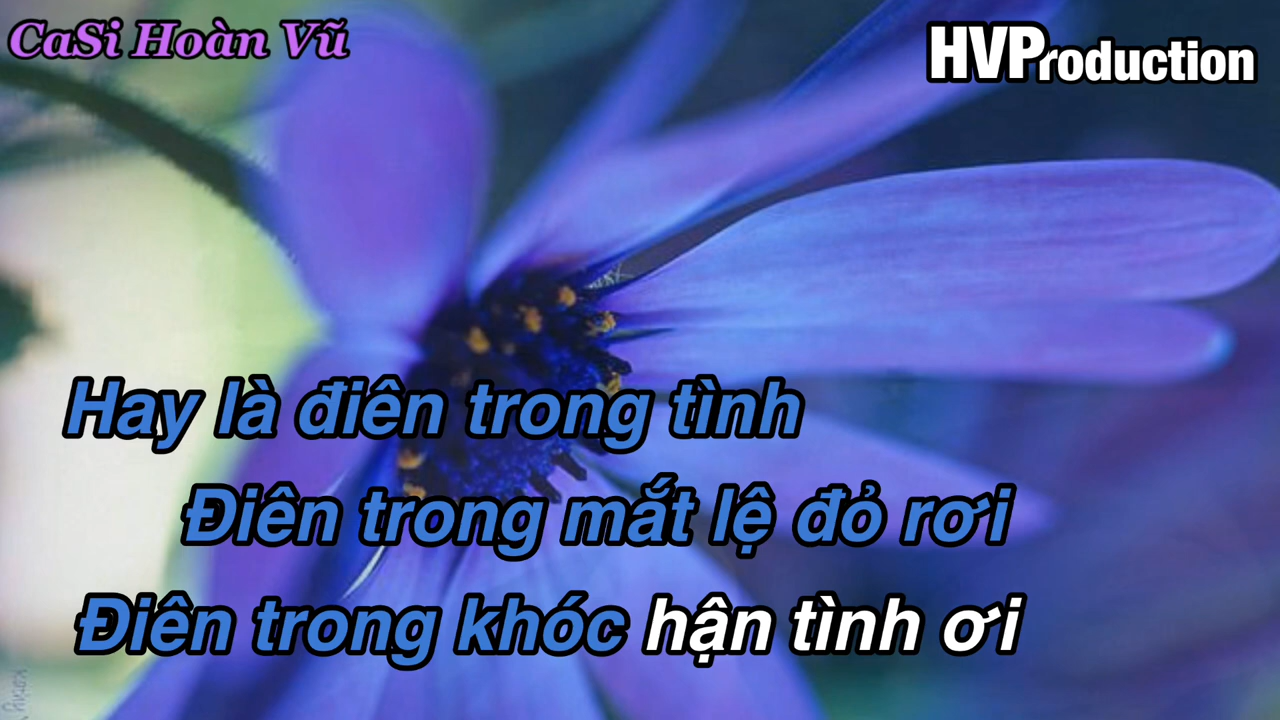 CaSi Hoàn Vũ
HVProduction
Hay là điên trong tình
Điên trong mắt lệ đỏ rơi
Điên trong khóc hận tình ơi